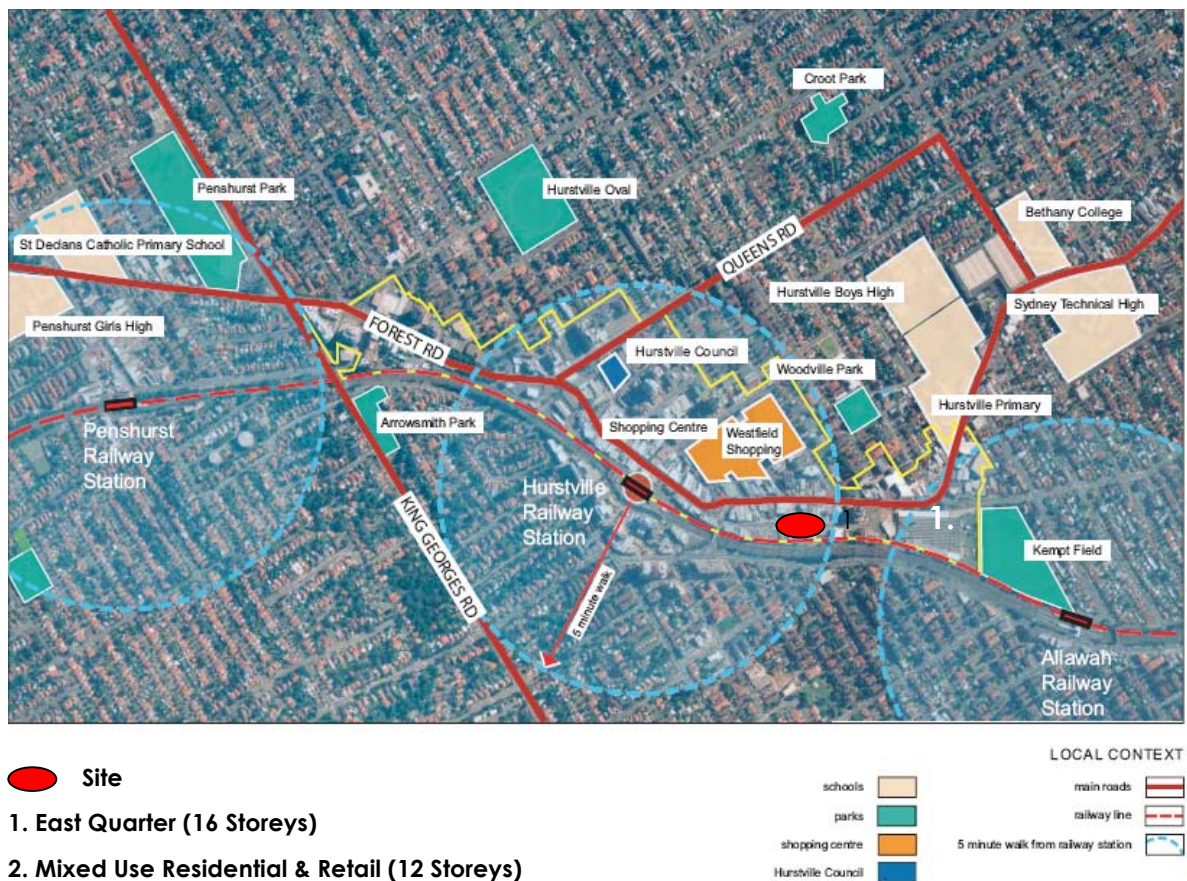 Croot Park
Penshurst Park
Hurstville Oval
Bethany College
St Declans Catholic Primary School
QUEENS RD
Hurstville Boys High
Sydney Technical High
Penshurst Girls High
FOREST RD
Hurstville Council
Woodville Park
Hurstville Primary
Arrowsmith Park
Shopping Centre
Westfield
Shopping
Penshurst
Railway
Station
Hurstville
Railway
Station
KING GEORGES RD
5 minute walk
1
1.
Kempt Field
Allawah
Railway
Station
LOCAL CONTEXT
Site
1. East Quarter (16 Storeys)
2. Mixed Use Residential & Retail (12 Storeys)
schools
parks
shopping centre
Hurstville Council
main roads
railway line
5 minute walk from railway station